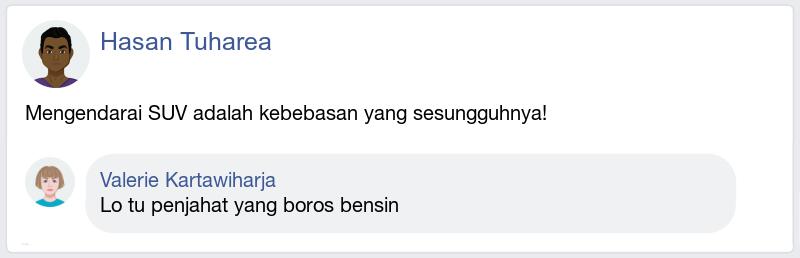 Hasan Tuharea
Mengendarai SUV adalah kebebasan yang sesungguhnya!
Valerie Kartawiharja
Lo tu penjahat yang boros bensin